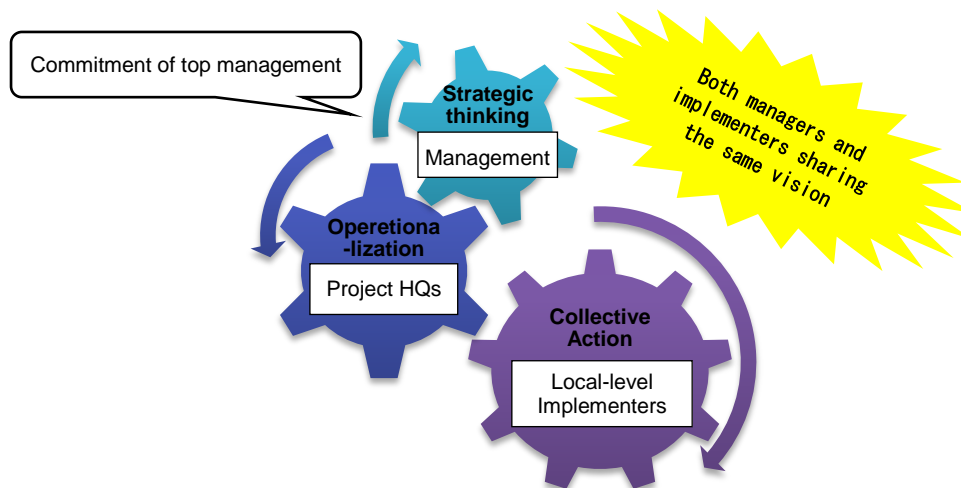 Commitment of top management
Strategic
thinking
Management
Both managers and
implementers sharing
the same vision
Operetiona
-lization
Project HQs
Collective
Action
Local-level
Implementers